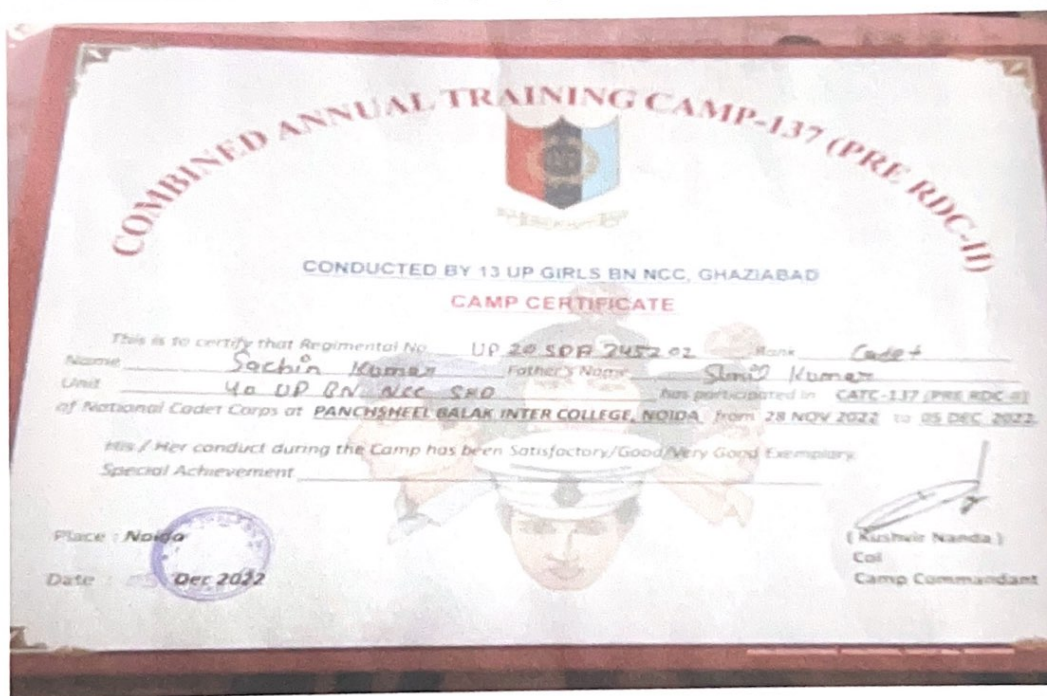 COMBINED ANNUAL TRAINING CAMP-137 (PRE RDC-II)
CONDUCTED BY 13 UP GIRLS BN NCC, GHAZIABAD
CAMP CERTIFICATE
This is to certify that Regimental No UP 20 SDA 245202 Rank Cadet
Name Sachin Kumar Father's Name Kumar
Unit 40 UP BN NCC has participated in CATC-137 (PRE RDC-II)
of National Cadet Corps at PANCHSHEEL BALAK INTER COLLEGE, NOIDA, from 28 NOV 2022 to 05 DEC 2022.
His / Her conduct during the Camp has been Satisfactory/Good/Very Good Exemplary.
Special Achievement
Place : Noida
( Kushvir Nanda )
Col
Date : Dec 2022
Camp Commandant